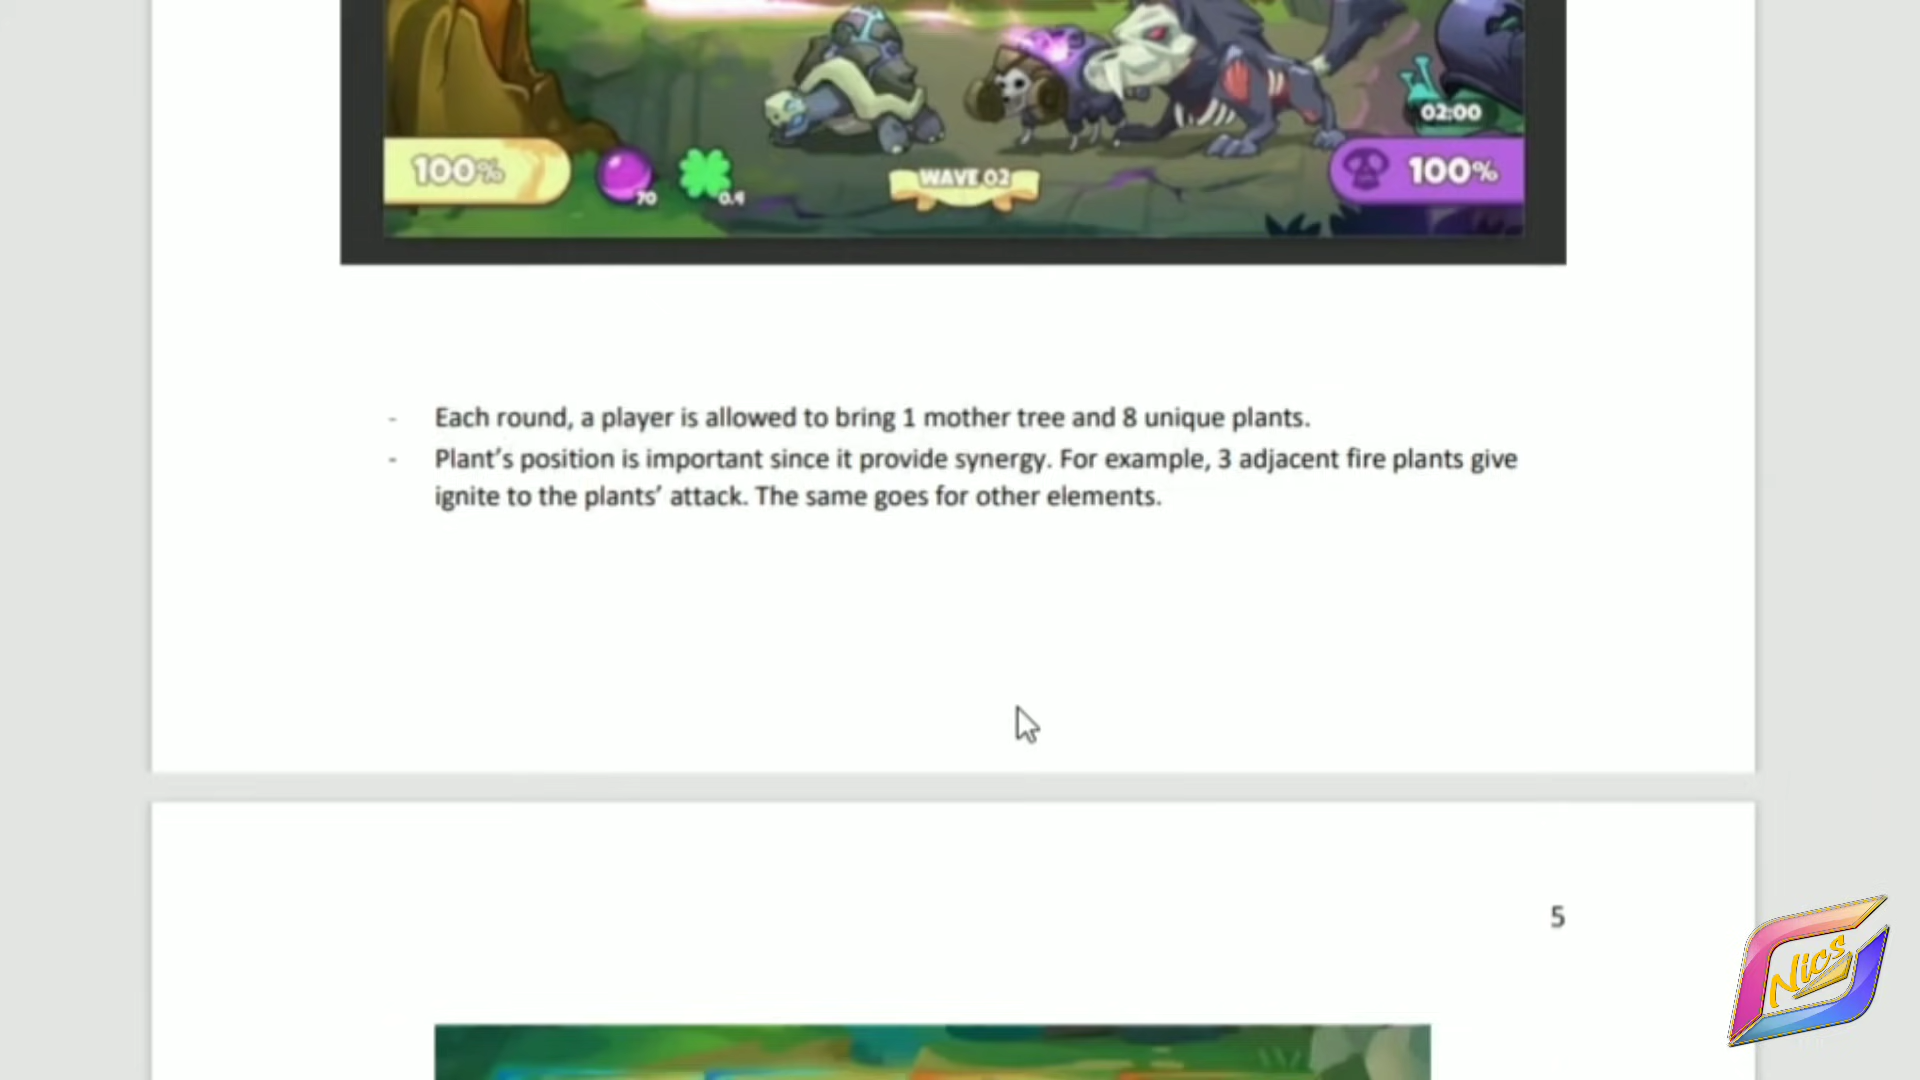 02:00
100%
70
0.4
WAVE 02
100%
- Each round, a player is allowed to bring 1 mother tree and 8 unique plants.
- Plant's position is important since it provide synergy. For example, 3 adjacent fire plants give
ignite to the plants' attack. The same goes for other elements.
5
Nics